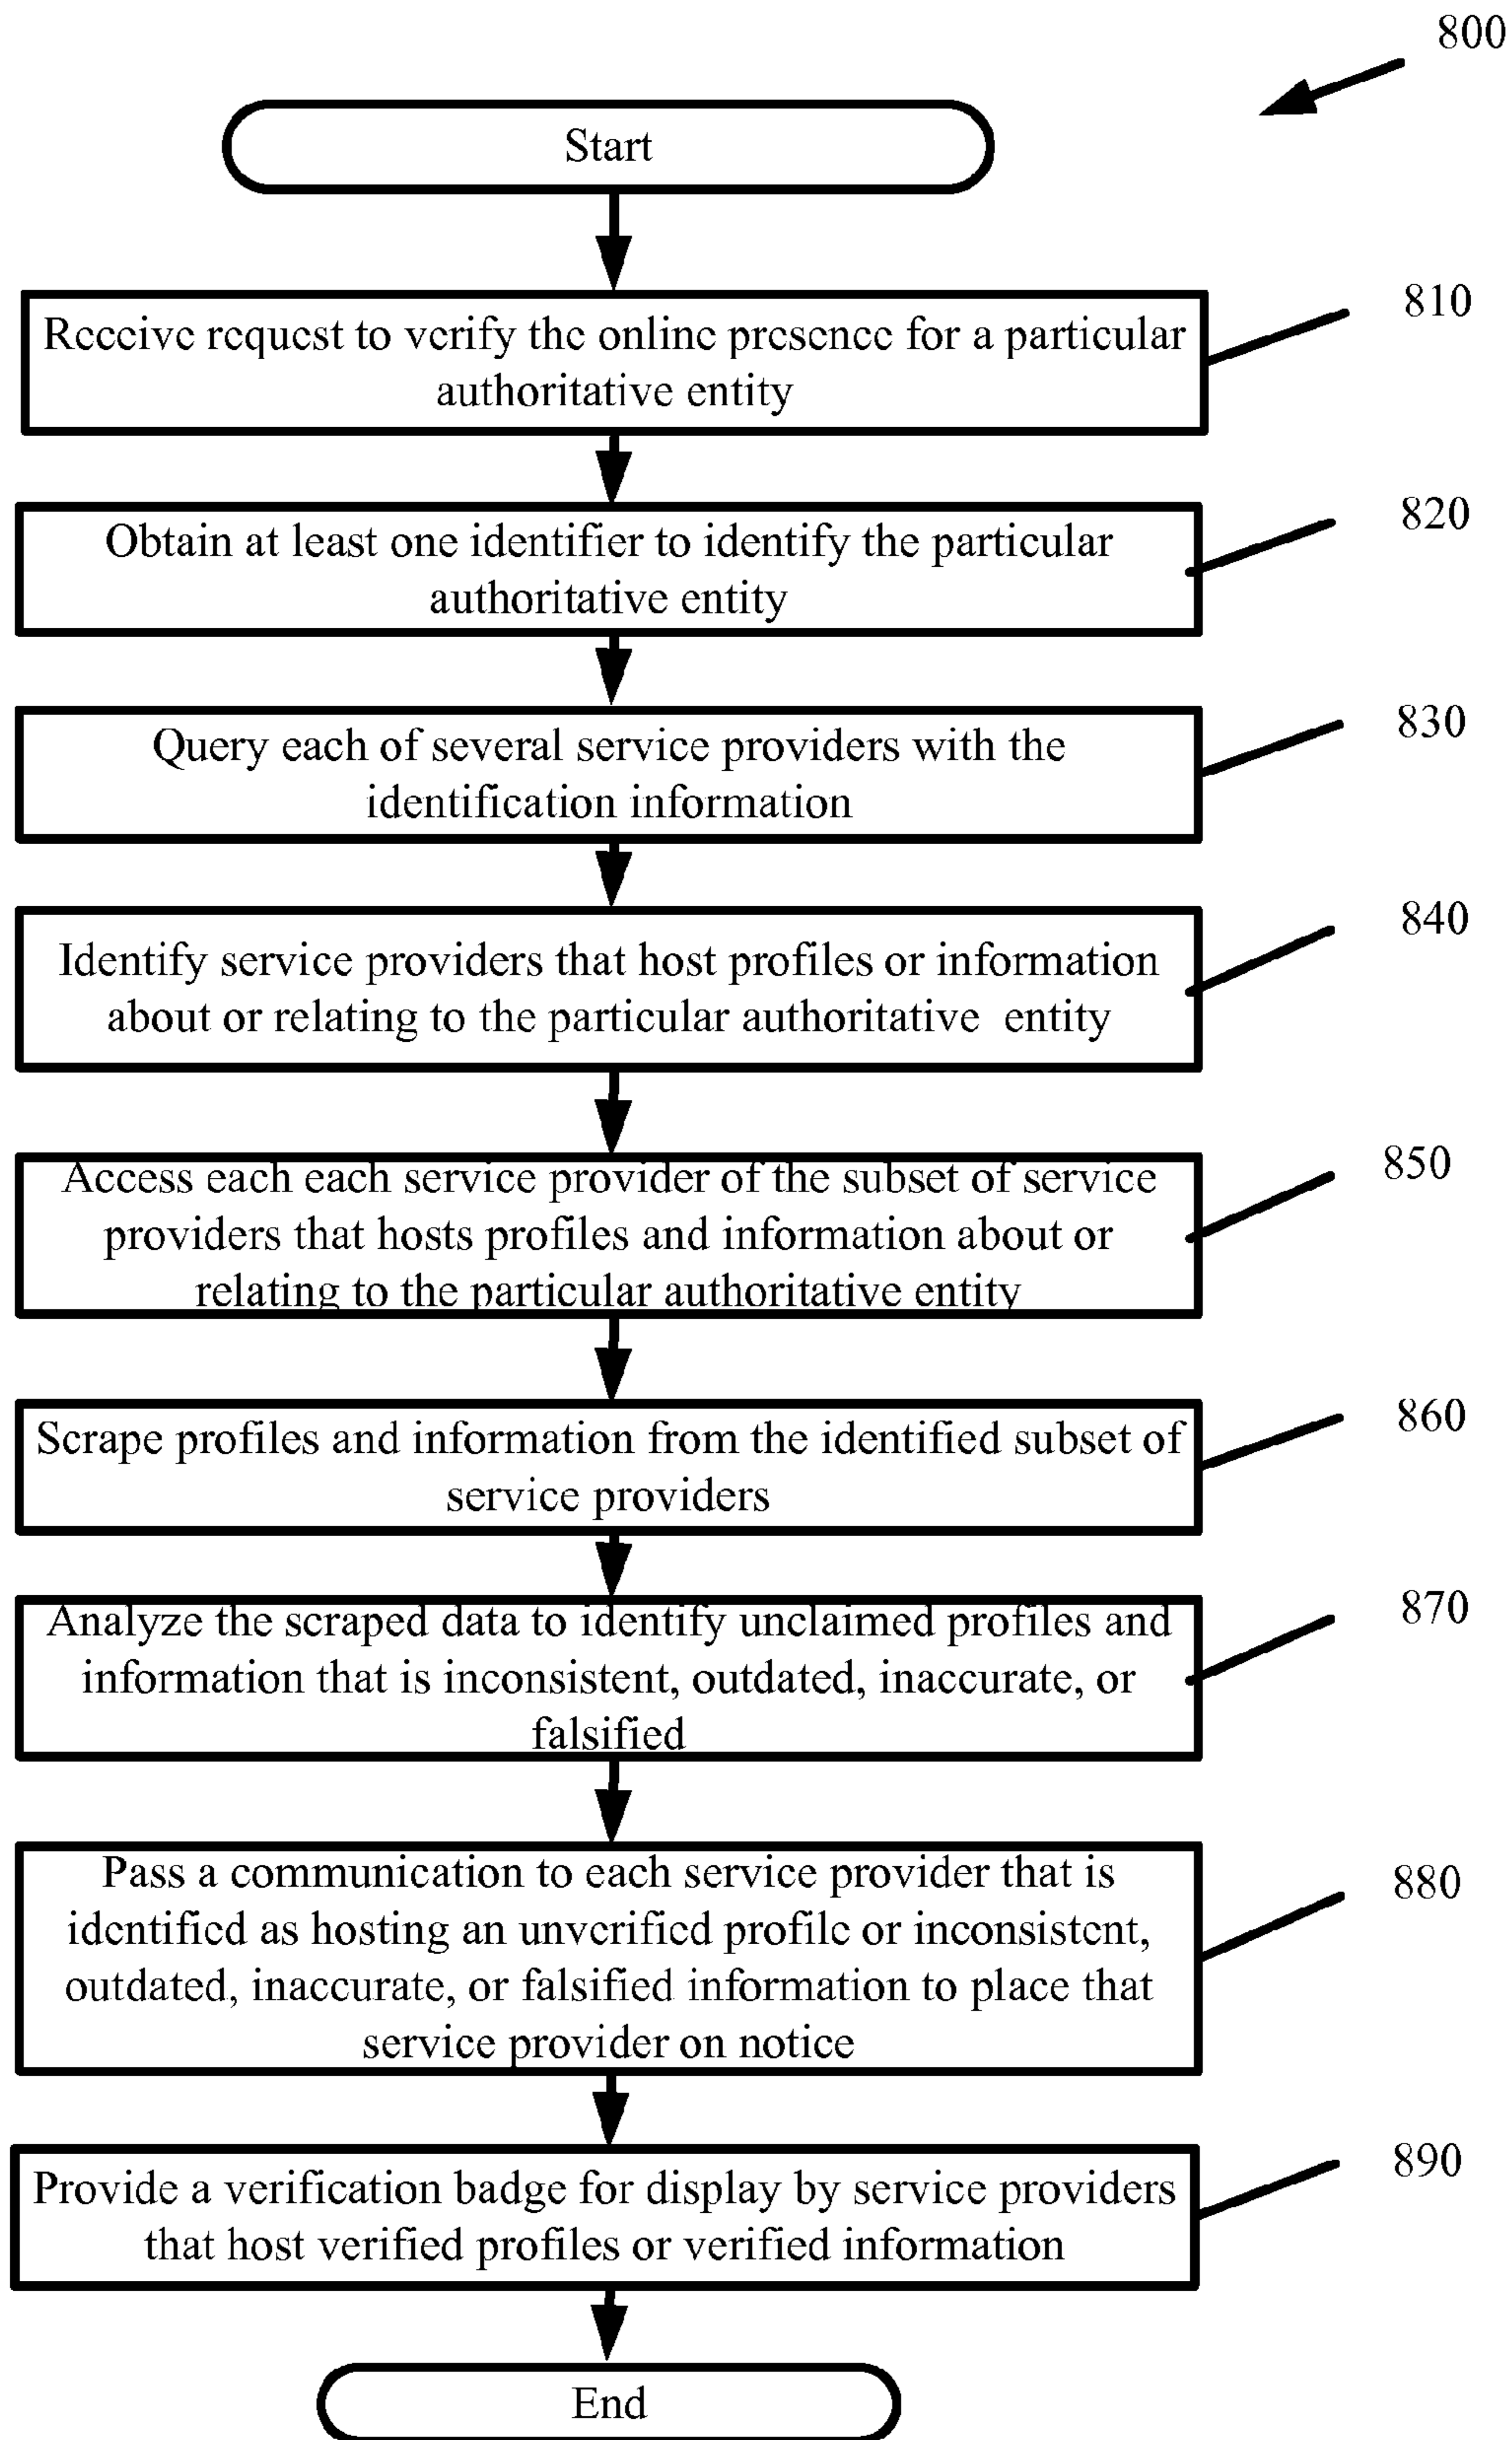 800
Start
810
Receive request to verify the online presence for a particular
authoritative entity
820
Obtain at least one identifier to identify the particular
authoritative entity
830
Query each of several service providers with the
identification information
840
Identify service providers that host profiles or information
about or relating to the particular authoritative entity
850
Access each each service provider of the subset of service
providers that hosts profiles and information about or
relating to the particular authoritative entity
860
Scrape profiles and information from the identified subset of
service providers
870
Analyze the scraped data to identify unclaimed profiles and
information that is inconsistent, outdated, inaccurate, or
falsified
880
Pass a communication to each service provider that is
identified as hosting an unverified profile or inconsistent,
outdated, inaccurate, or falsified information to place that
service provider on notice
890
Provide a verification badge for display by service providers
that host verified profiles or verified information
End